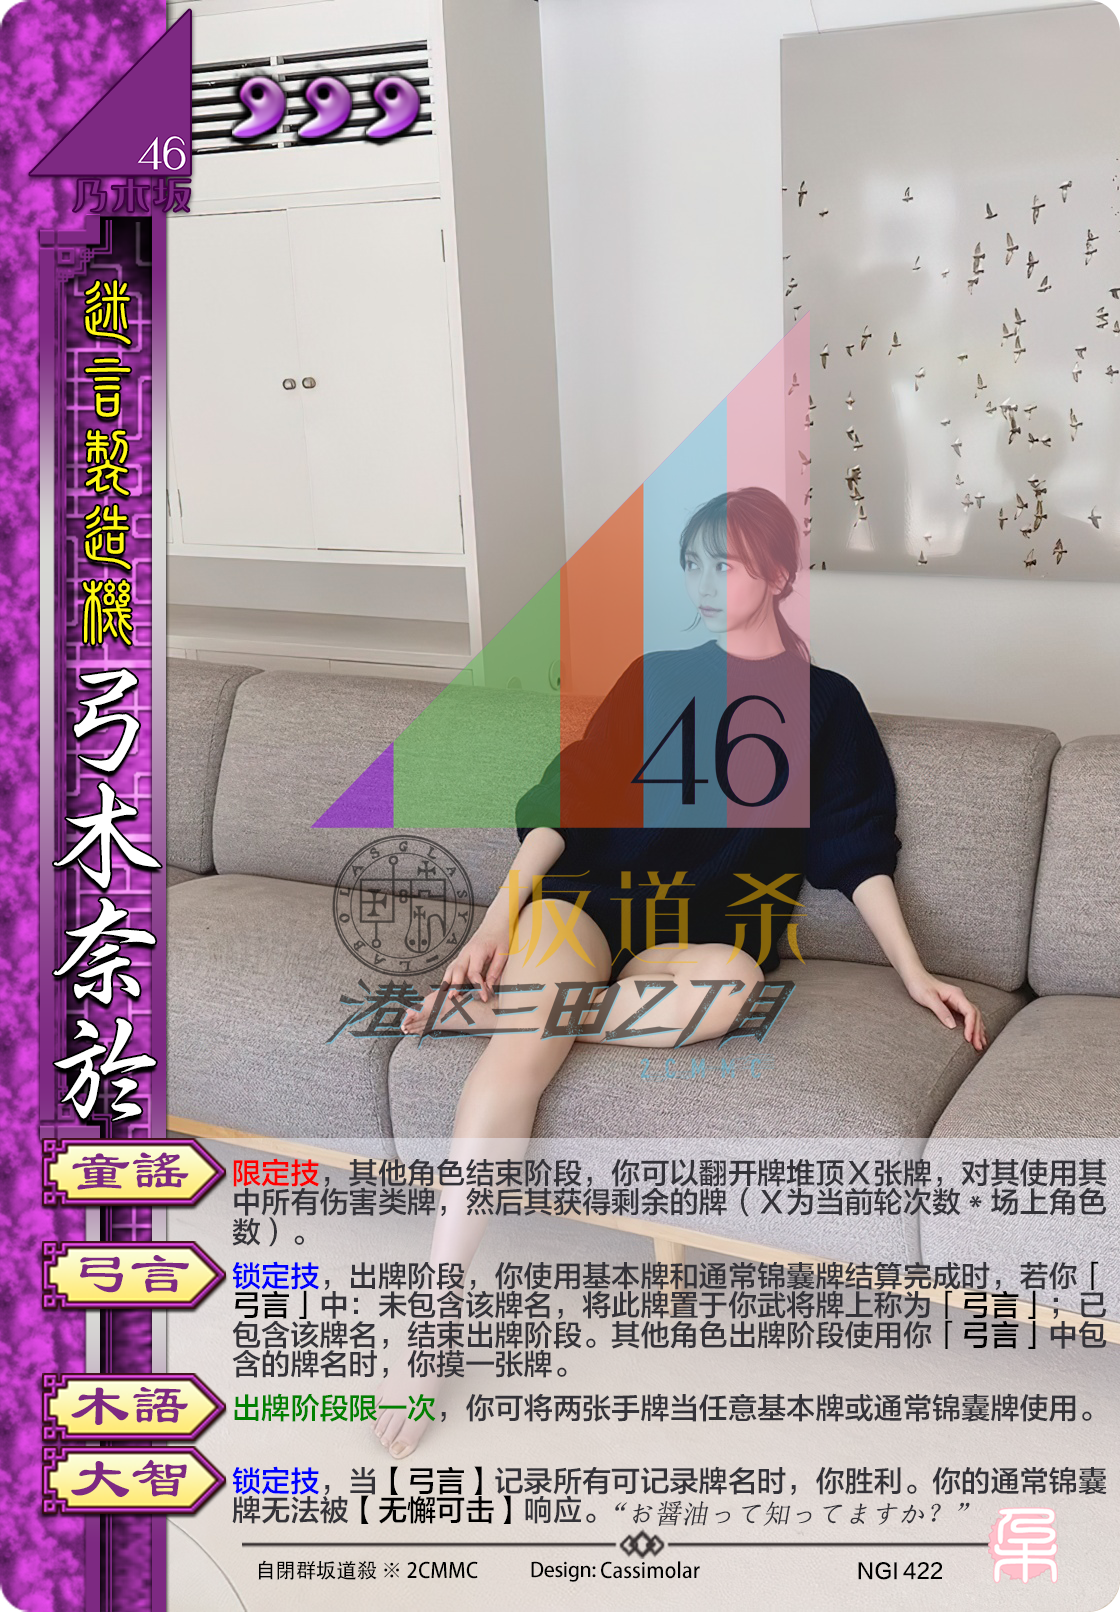 46
乃木坂
迷言製造機
弓木奈於
46
LASGLASYALABOLAS
坂道杀
港区三田2丁目
2CMMC
童謠
限定技，其他角色结束阶段，你可以翻开牌堆顶X张牌，对其使用其
中所有伤害类牌，然后其获得剩余的牌（X为当前轮次数*场上角色
数）。
弓言
锁定技，出牌阶段，你使用基本牌和通常锦囊牌结算完成时，若你「
弓言」中：未包含该牌名，将此牌置于你武将牌上称为「弓言」；已
包含该牌名，结束出牌阶段。其他角色出牌阶段使用你「弓言」中包
含的牌名时，你摸一张牌。
木語
出牌阶段限一次，你可将两张手牌当任意基本牌或通常锦囊牌使用。
大智
锁定技，当【弓言】记录所有可记录牌名时，你胜利。你的通常锦囊
牌无法被【无懈可击】响应。“お醤油って知ってますか？”
自閉群坂道殺 ※ 2CMMC Design: Cassimolar NGI 422